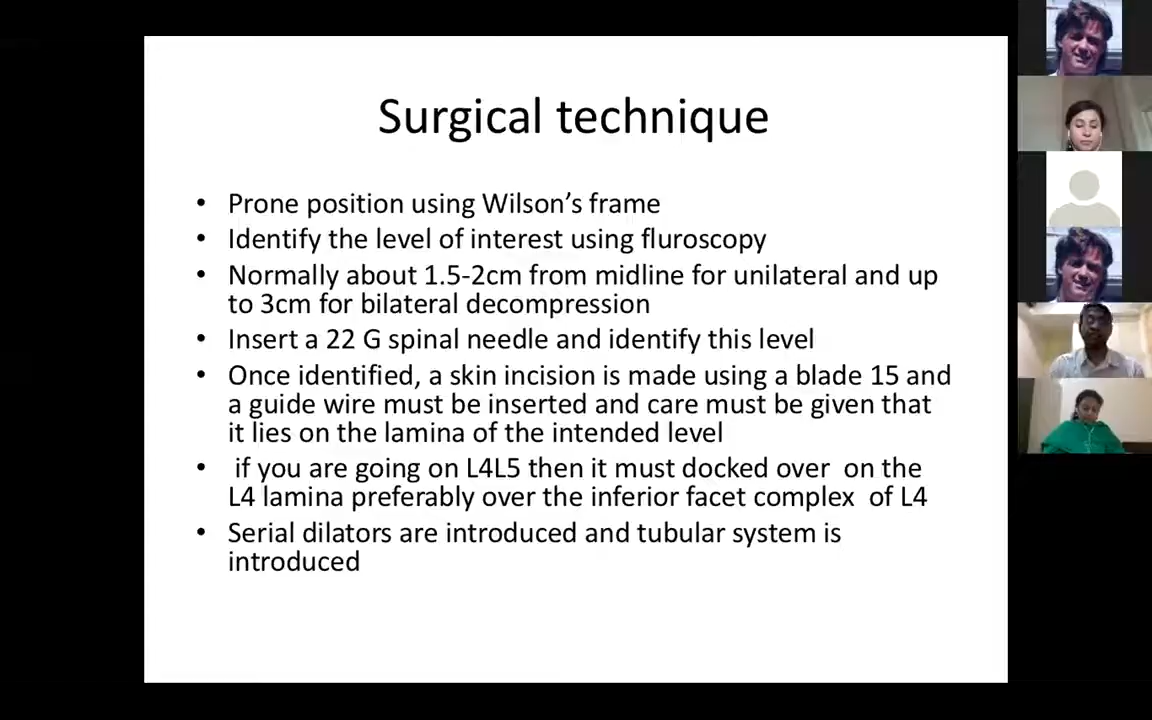 Surgical technique
• Prone position using Wilson’s frame
• Identify the level of interest using fluroscopy
• Normally about 1.5-2cm from midline for unilateral and up
to 3cm for bilateral decompression
• Insert a 22 G spinal needle and identify this level
• Once identified, a skin incision is made using a blade 15 and
a guide wire must be inserted and care must be given that
it lies on the lamina of the intended level
• if you are going on L4L5 then it must docked over on the
L4 lamina preferably over the inferior facet complex of L4
• Serial dilators are introduced and tubular system is
introduced